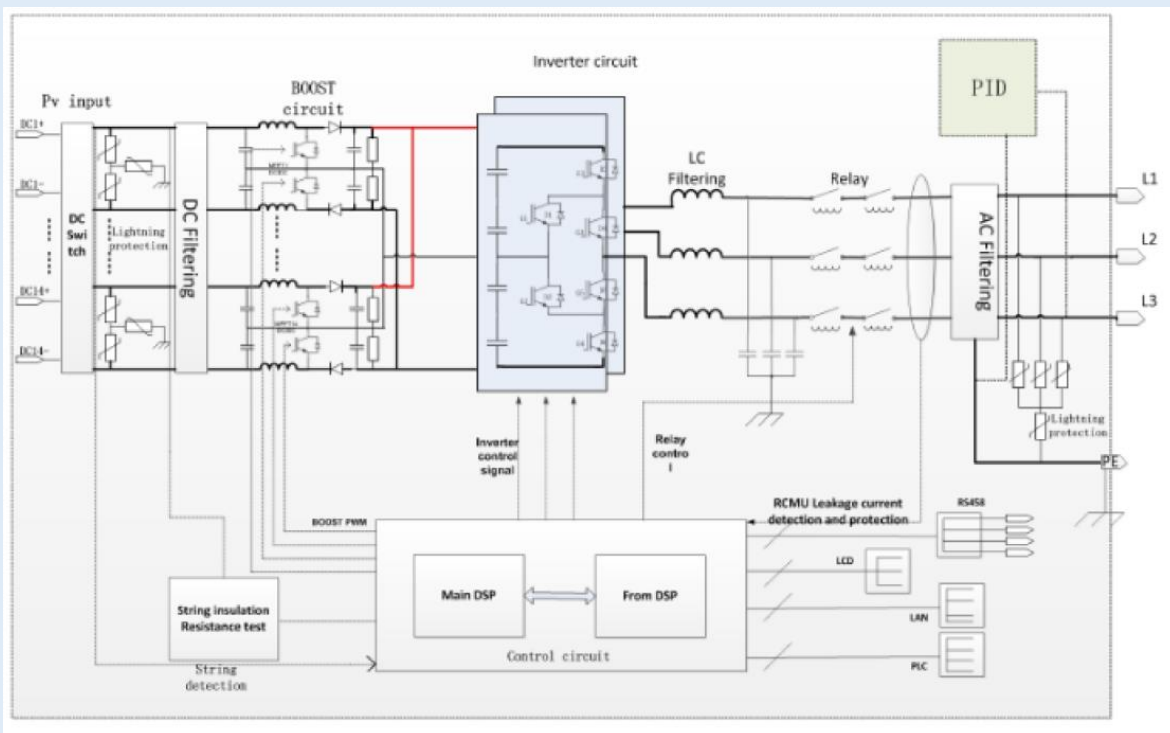 Inverter circuit
PID
BOOST
circuit
Pv input
DC1+
DC1-
DC14+
DC14-
DC
Swi
tch
Lightning
protection
DC Filtering
LC
Filtering
Relay
AC Filtering
L1
L2
L3
Lightning
protection
PE
Inverter
control
signal
Relay
contro
l
BOOST PWM
RCMU Leakage current
detection and protection
RS458
LCD
LAN
PLC
Main DSP
From DSP
Control circuit
String insulation
Resistance test
String
detection